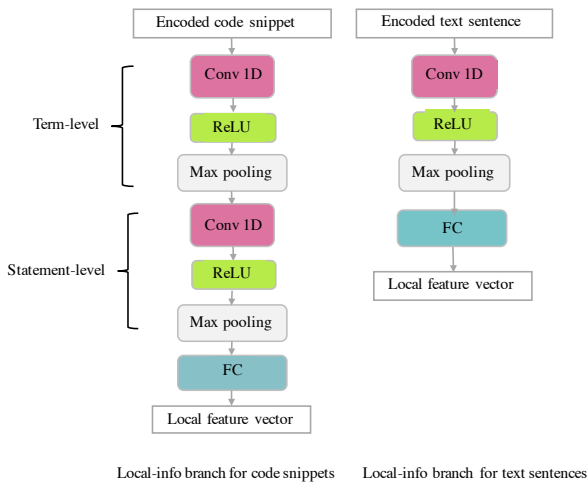 Encoded code snippet
Conv 1D
Term-level
ReLU
Max pooling
Conv 1D
Statement-level
ReLU
Max pooling
FC
Local feature vector
Local-info branch for code snippets
Encoded text sentence
Conv 1D
ReLU
Max pooling
FC
Local feature vector
Local-info branch for text sentences